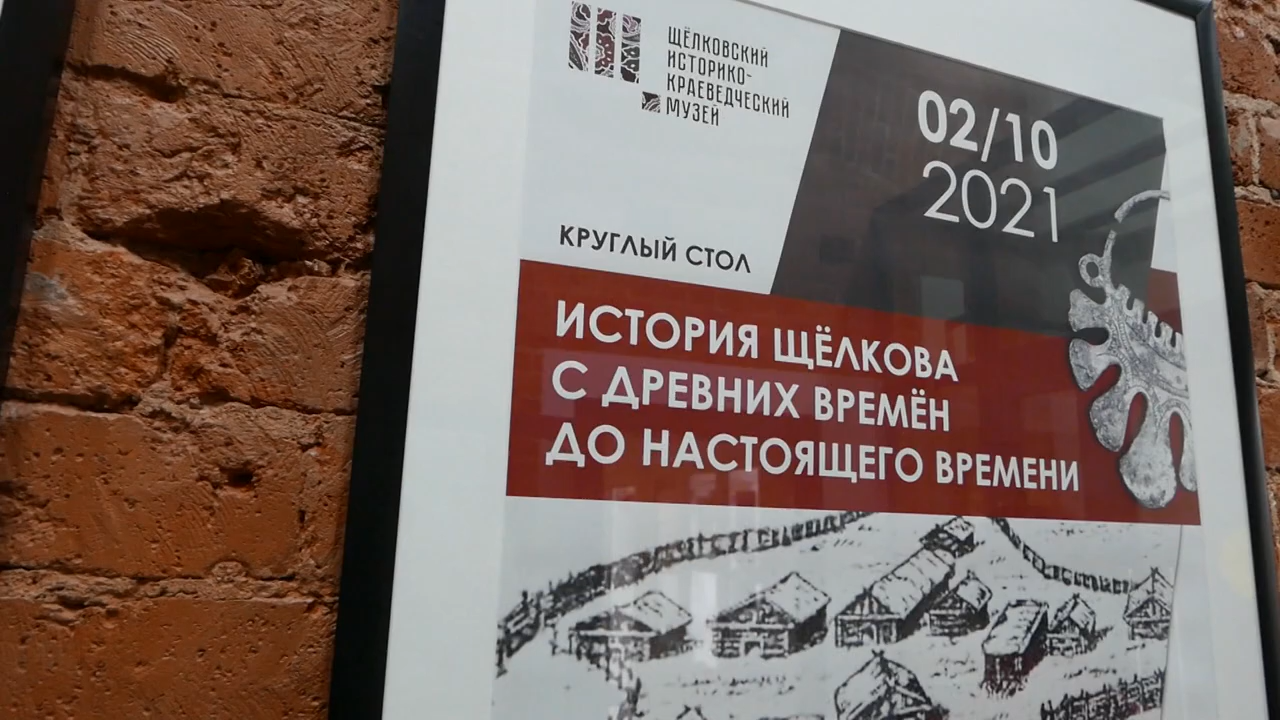 ЩЁЛКОВСКИЙ
ИСТОРИКО-
КРАЕВЕДЧЕСКИЙ
МУЗЕЙ
02/10
2021
КРУГЛЫЙ СТОЛ
ИСТОРИЯ ЩЁЛКОВА
С ДРЕВНИХ ВРЕМЁН
ДО НАСТОЯЩЕГО ВРЕМЕНИ